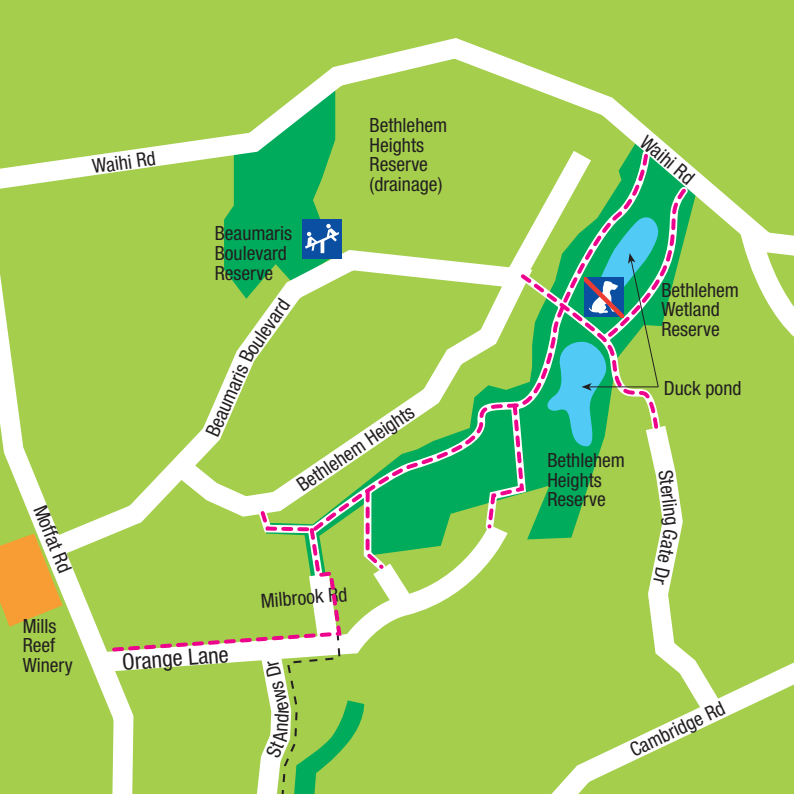 Bethlehem
Heights
Reserve
(drainage)
Waihi Rd
Waihi Rd
Beaumaris
Boulevard
Reserve
Bethlehem
Wetland
Reserve
Beaumaris Boulevard
Duck pond
Bethlehem Heights
Bethlehem
Heights
Reserve
Sterling Gate Dr
Moffat Rd
Milbrook Rd
Mills
Reef
Winery
Orange Lane
St Andrews Dr
Cambridge Rd